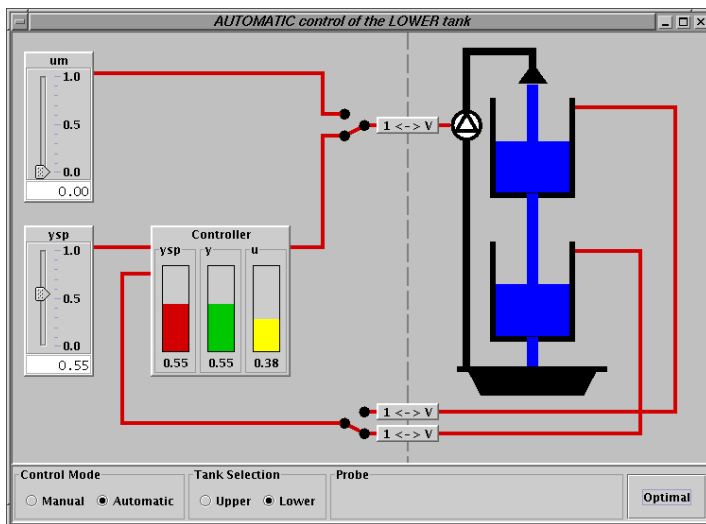 AUTOMATIC control of the LOWER tank
um
1.0
0.5
0.0
0.00
1 <-> V
ysp
1.0
0.5
0.0
0.55
Controller
ysp y u
0.55 0.55 0.38
1 <-> V
1 <-> V
Control Mode
Manual Automatic
Tank Selection
Upper Lower
Probe
Optimal